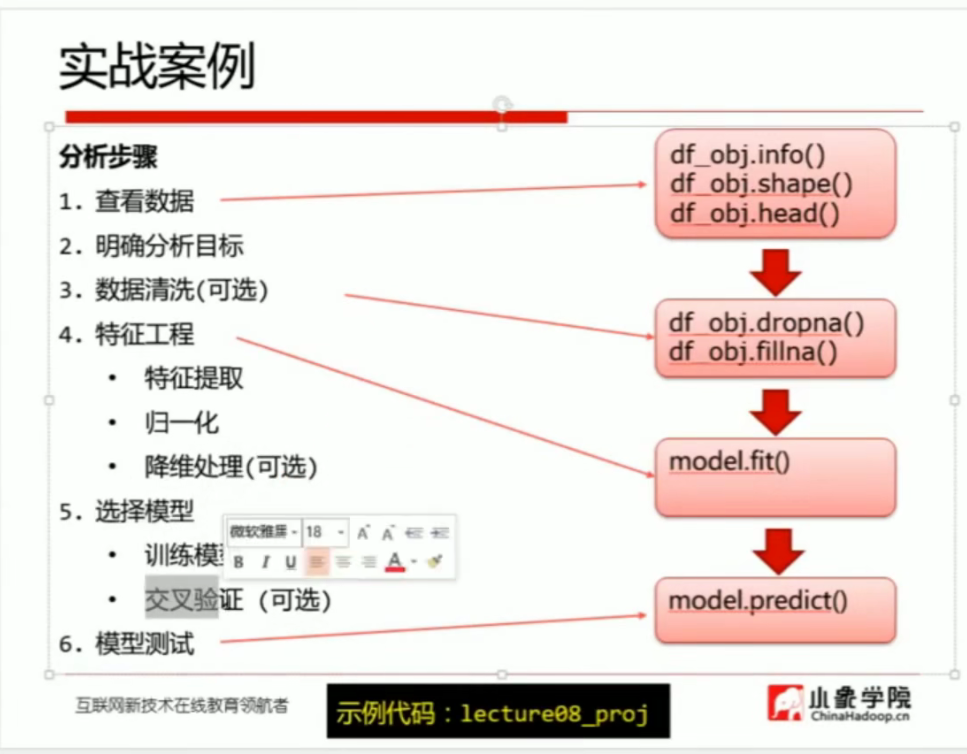 实战案例
分析步骤
1. 查看数据
2. 明确分析目标
3. 数据清洗(可选)
4. 特征工程
• 特征提取
• 归一化
• 降维处理(可选)
5. 选择模型
• 训练模
• 交叉验证 (可选)
6. 模型测试
df_obj.info()
df_obj.shape()
df_obj.head()
df_obj.dropna()
df_obj.fillna()
model.fit()
model.predict()
微软雅黑 18 A A
B I U A
互联网新技术在线教育领航者
示例代码：lecture08_proj
小象学院
ChinaHadoop.cn